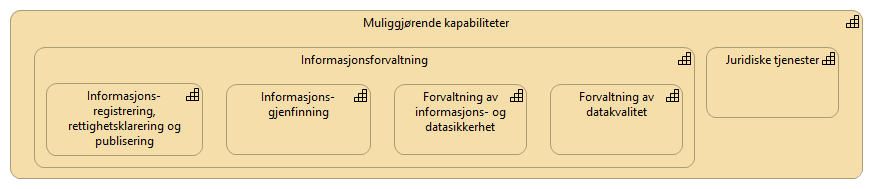 Muliggjørende kapabiliteter
Informasjonsforvaltning
Juridiske tjenester
Informasjons-
registrering,
rettighetsklarering og
publisering
Informasjons-
gjenfinning
Forvaltning av
informasjons- og
datasikkerhet
Forvaltning av
datakvalitet